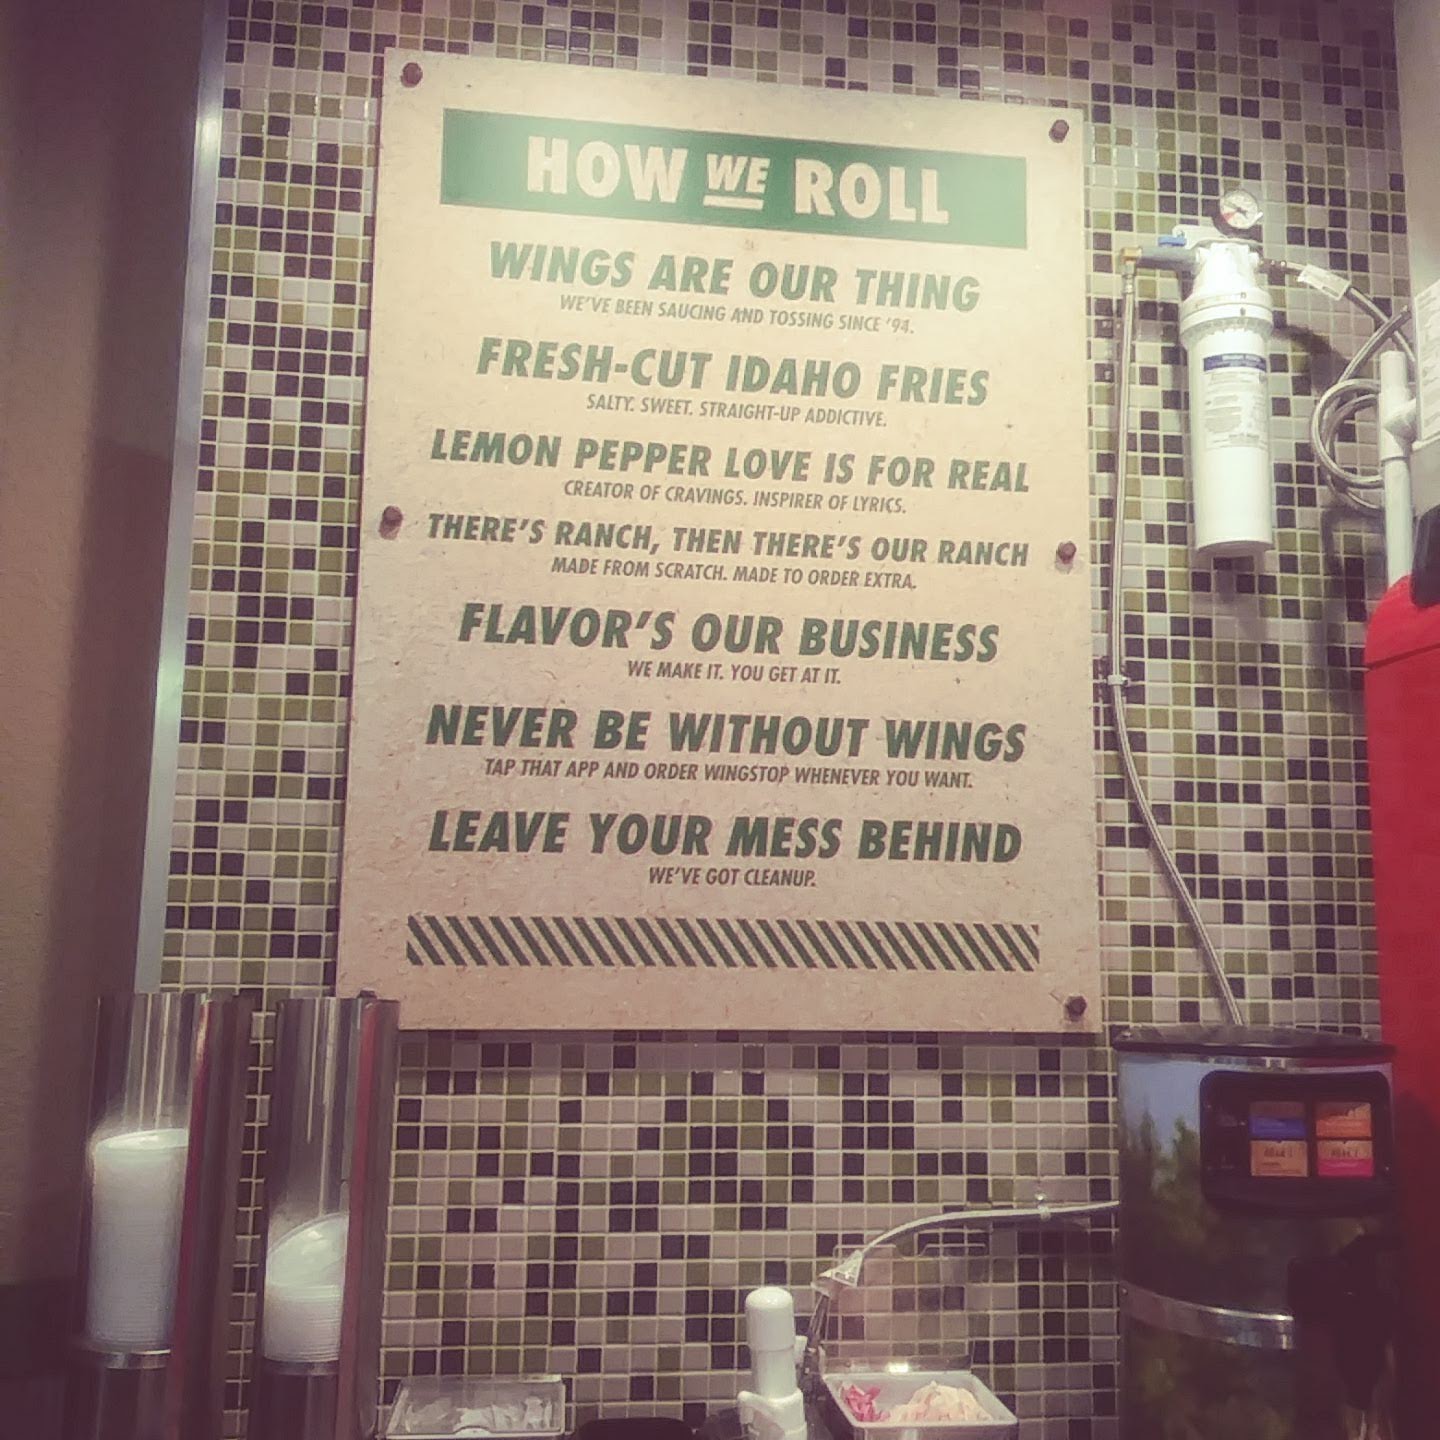 HOW WE ROLL
WINGS ARE OUR THING
WE'VE BEEN SAUCING AND TOSSING SINCE '94.
FRESH-CUT IDAHO FRIES
SALTY. SWEET. STRAIGHT-UP ADDICTIVE.
LEMON PEPPER LOVE IS FOR REAL
CREATOR OF CRAVINGS. INSPIRER OF LYRICS.
THERE'S RANCH, THEN THERE'S OUR RANCH
MADE FROM SCRATCH. MADE TO ORDER EXTRA.
FLAVOR'S OUR BUSINESS
WE MAKE IT. YOU GET AT IT.
NEVER BE WITHOUT WINGS
TAP THAT APP AND ORDER WINGSTOP WHENEVER YOU WANT.
LEAVE YOUR MESS BEHIND
WE'VE GOT CLEANUP.